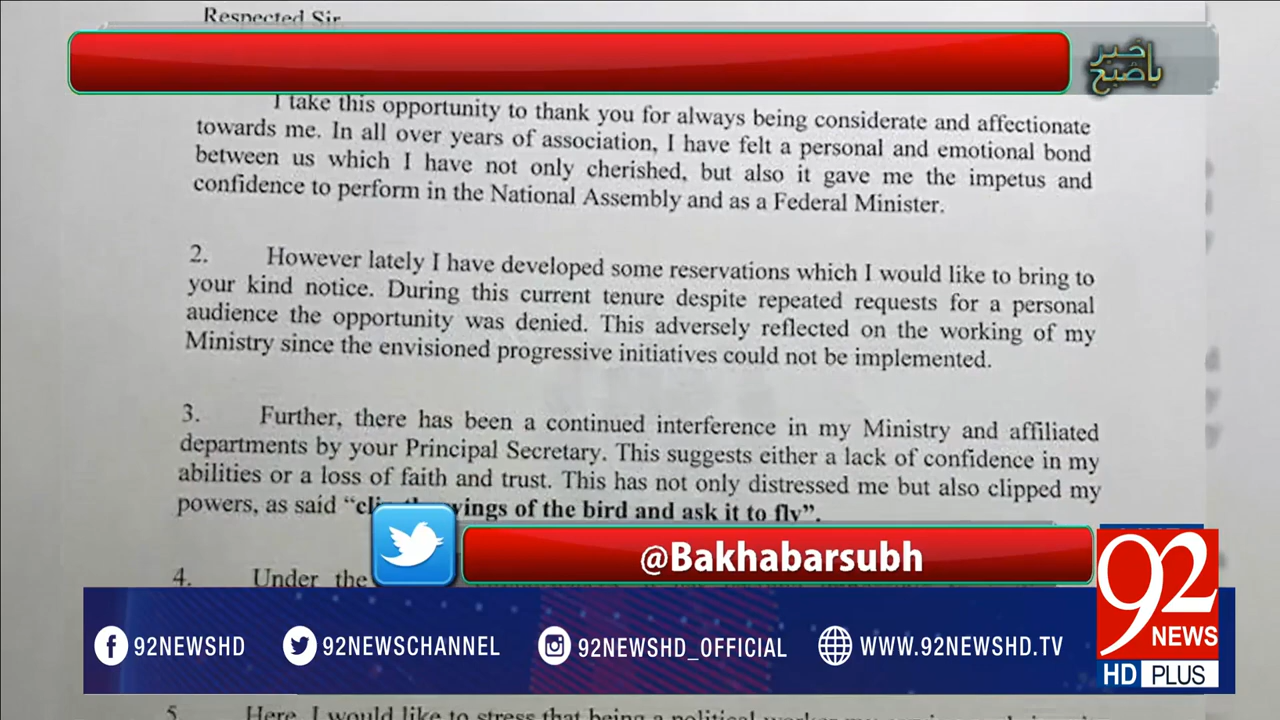 Respected Sir.
باخبر
صبح
I take this opportunity to thank you for always being considerate and affectionate
towards me. In all over years of association, I have felt a personal and emotional bond
between us which I have not only cherished, but also it gave me the impetus and
confidence to perform in the National Assembly and as a Federal Minister.
2. However lately I have developed some reservations which I would like to bring to
your kind notice. During this current tenure despite repeated requests for a personal
audience the opportunity was denied. This adversely reflected on the working of my
Ministry since the envisioned progressive initiatives could not be implemented.
3. Further, there has been a continued interference in my Ministry and affiliated
departments by your Principal Secretary. This suggests either a lack of confidence in my
abilities or a loss of faith and trust. This has not only distressed me but also clipped my
powers, as said “ wings of the bird and ask it to fly”.
@Bakhabarsubh
4. Under the
92NEWSHD 92NEWSCHANNEL 92NEWSHD_OFFICIAL WWW.92NEWSHD.TV
92
NEWS
HD PLUS
5. Here, I would like to stress that being a political worker my